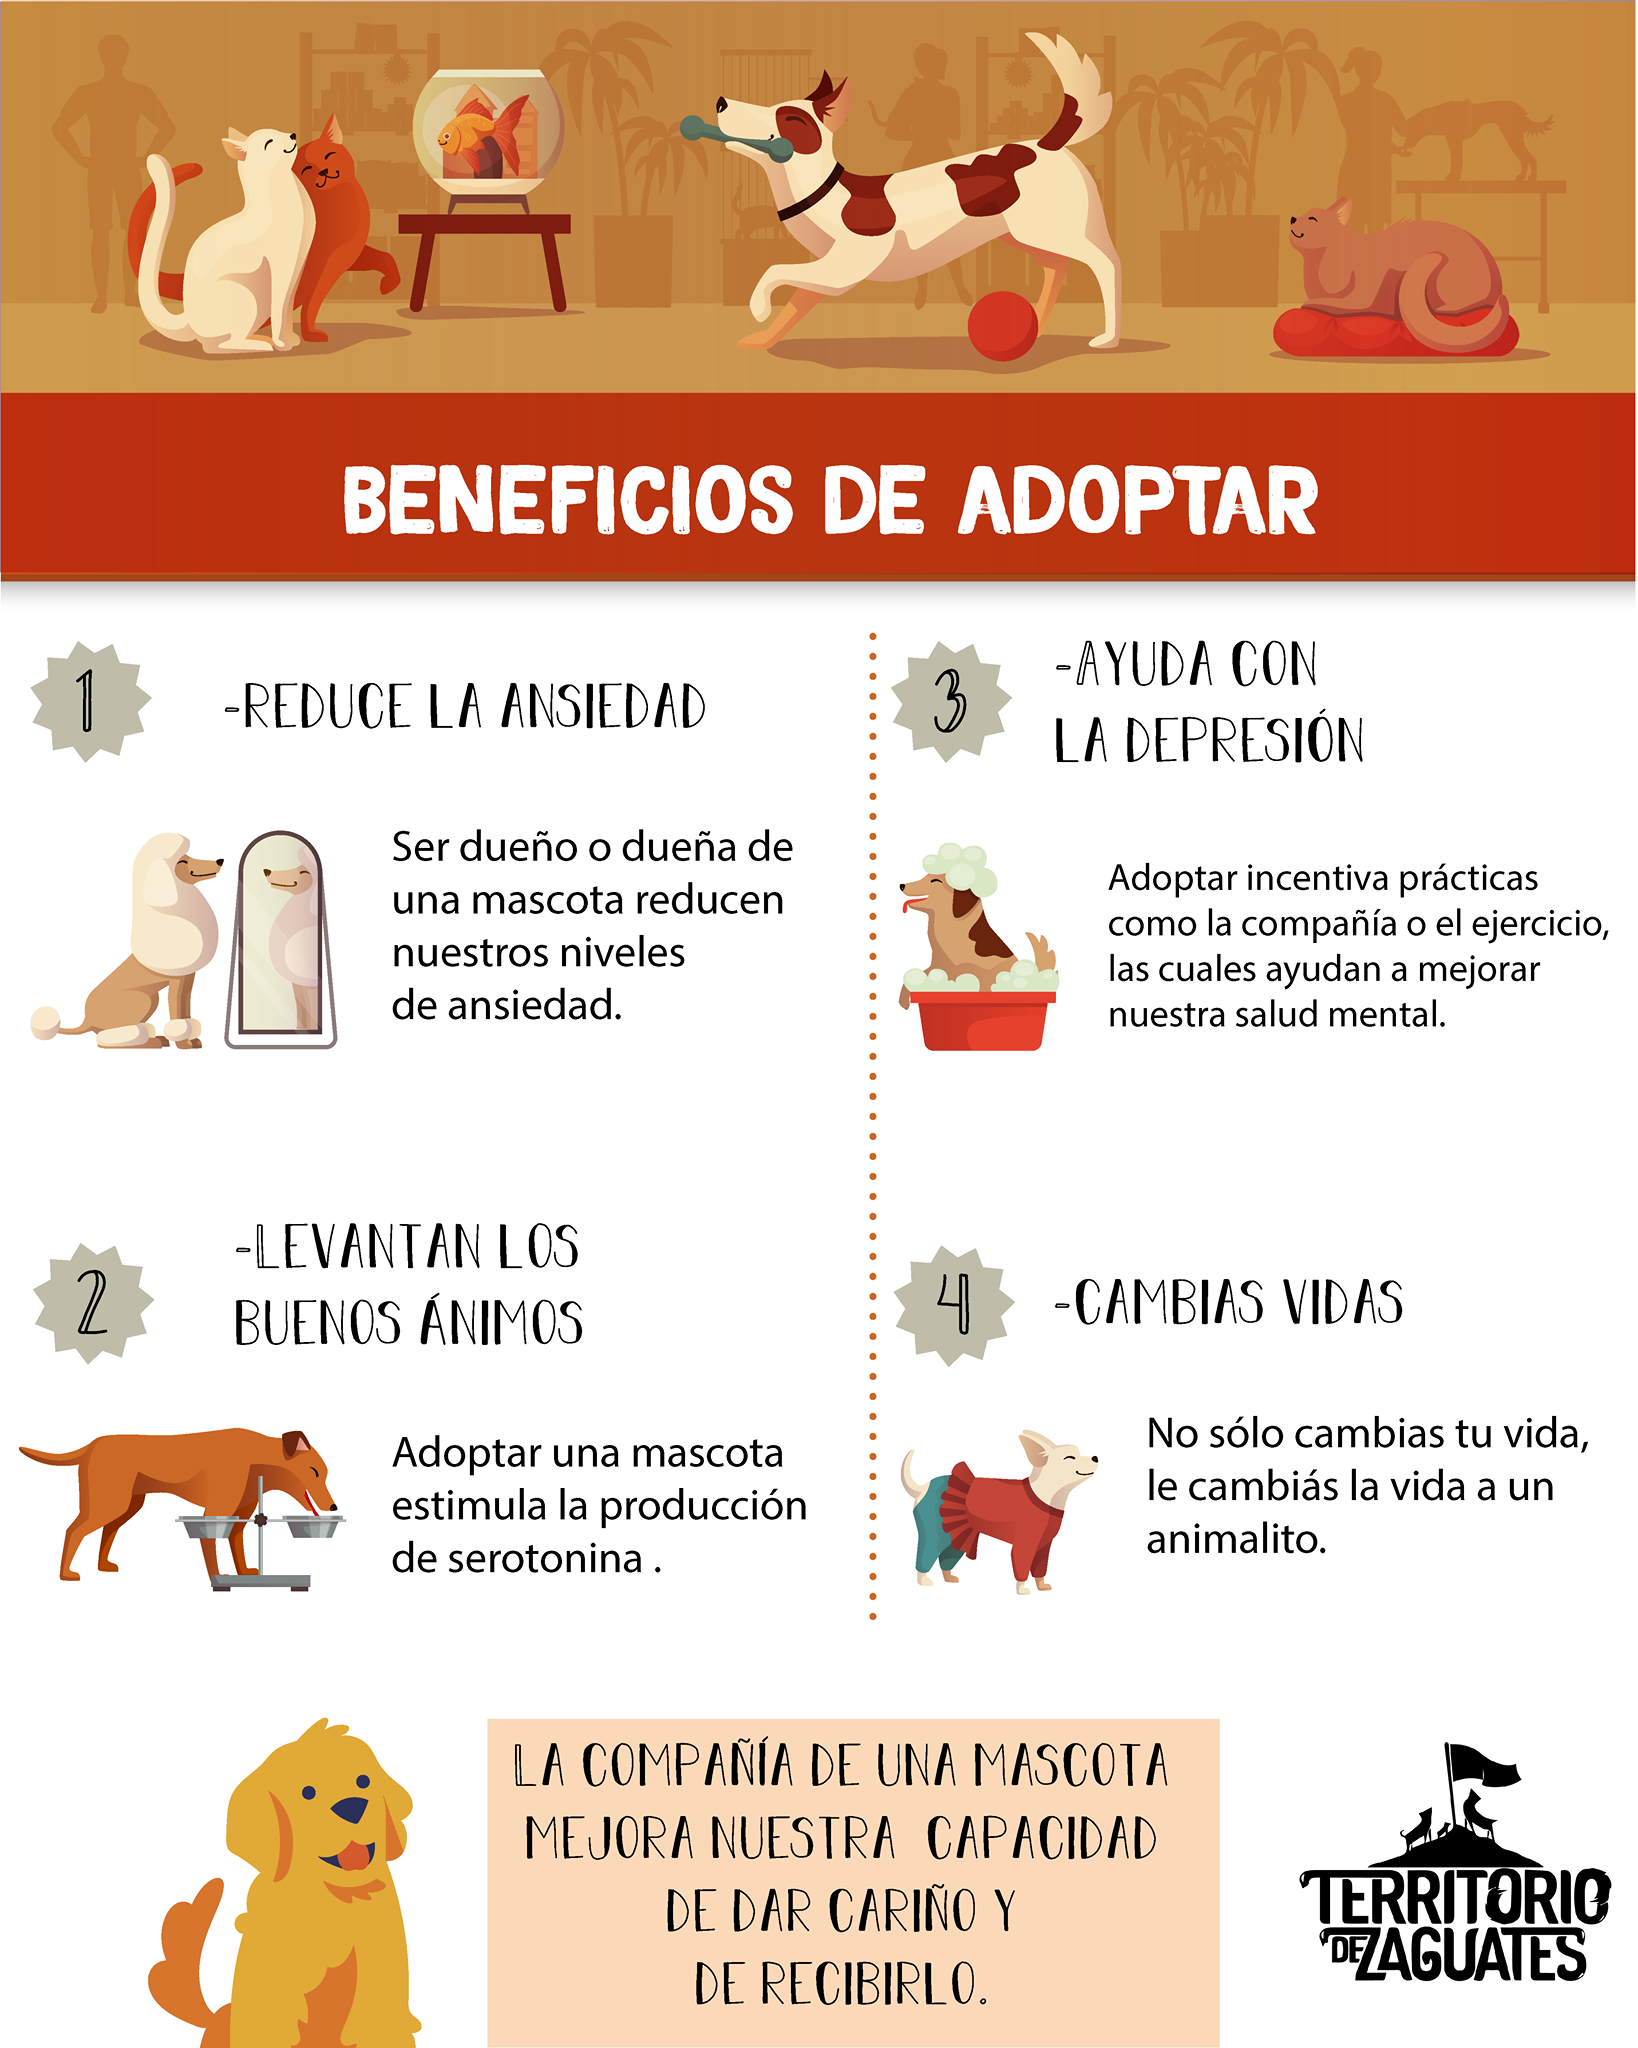 BENEFICIOS DE ADOPTAR
1
-REDUCE LA ANSIEDAD
Ser dueño o dueña de
una mascota reducen
nuestros niveles
de ansiedad.
2
-LEVANTAN LOS
BUENOS ÁNIMOS
Adoptar una mascota
estimula la producción
de serotonina .
3
-AYUDA CON
LA DEPRESIÓN
Adoptar incentiva prácticas
como la compañía o el ejercicio,
las cuales ayudan a mejorar
nuestra salud mental.
4
-CAMBIAS VIDAS
No sólo cambias tu vida,
le cambiás la vida a un
animalito.
LA COMPAÑÍA DE UNA MASCOTA
MEJORA NUESTRA CAPACIDAD
DE DAR CARIÑO Y
DE RECIBIRLO.
TERRITORIO
DE ZAGUATES